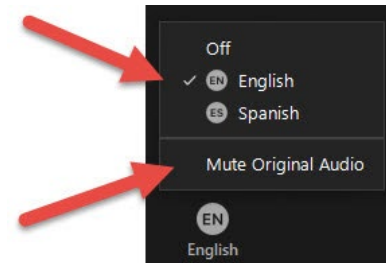 Off
EN English
ES Spanish
Mute Original Audio
EN
English